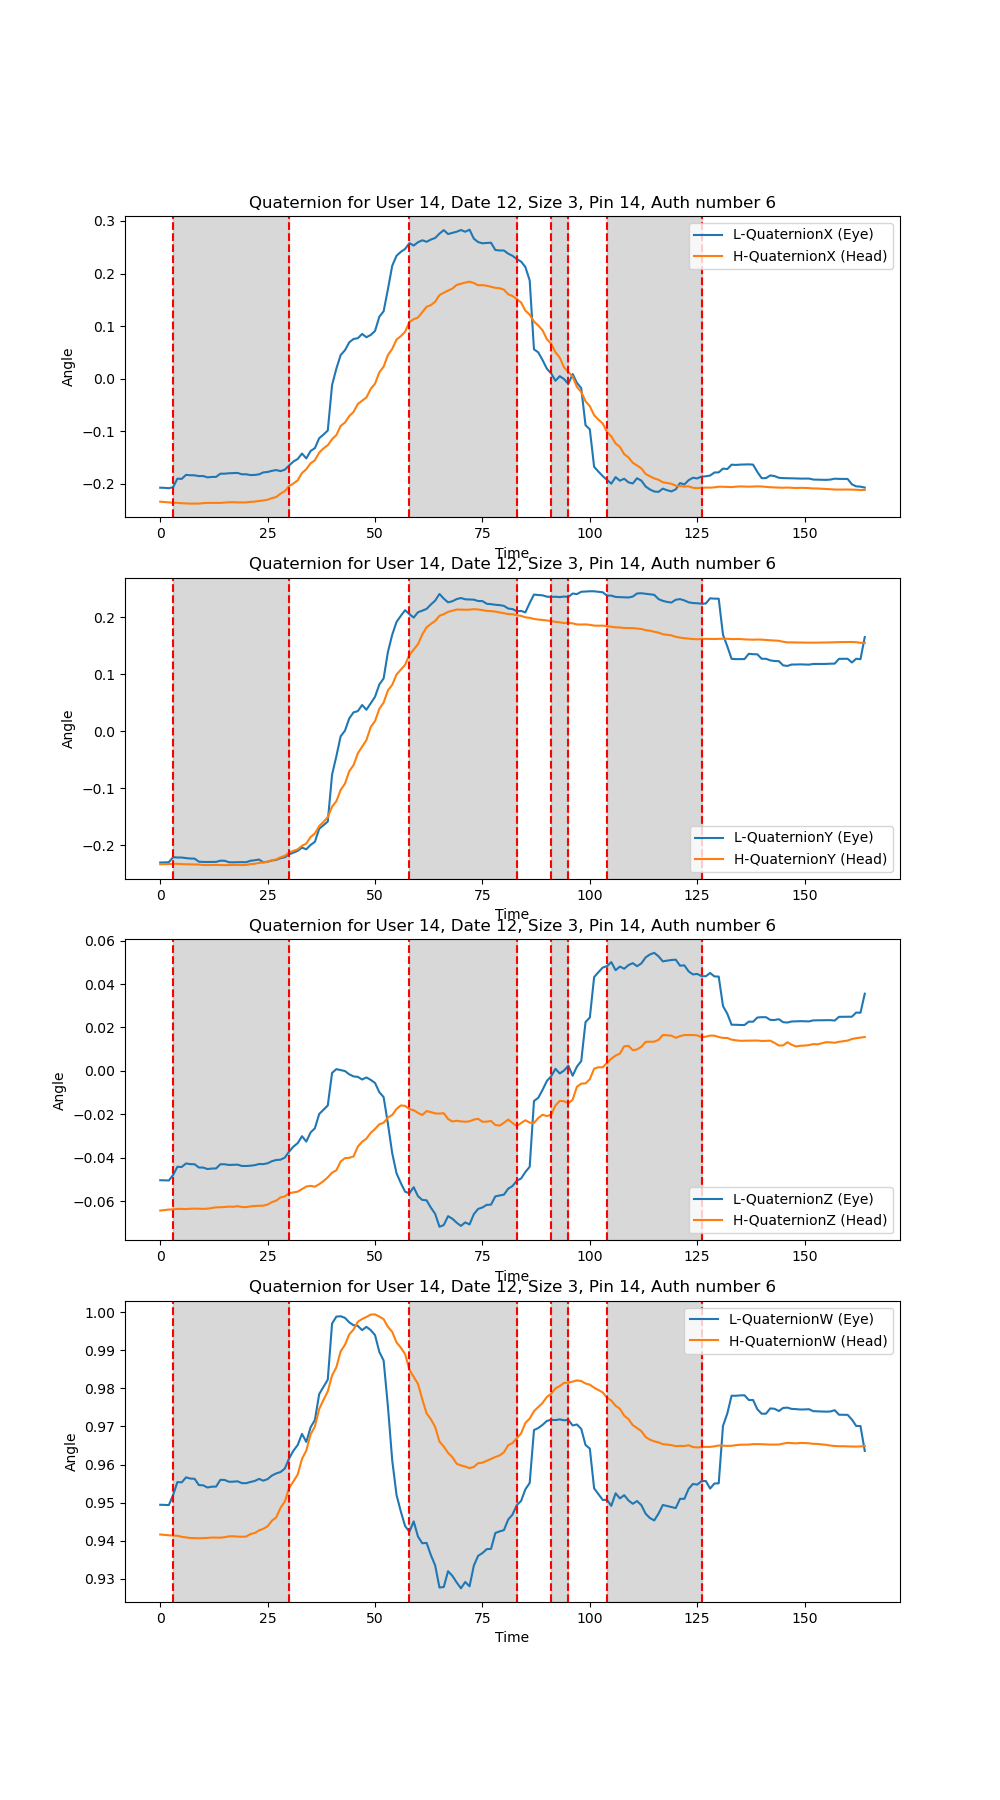 Quaternion for User 14, Date 12, Size 3, Pin 14, Auth number 6
0.3
0.2
0.1
0.0
−0.1
−0.2
Angle
L-QuaternionX (Eye)
H-QuaternionX (Head)
0 25 50 75 100 125 150
Time
Quaternion for User 14, Date 12, Size 3, Pin 14, Auth number 6
0.2
0.1
0.0
−0.1
−0.2
Angle
L-QuaternionY (Eye)
H-QuaternionY (Head)
0 25 50 75 100 125 150
Time
Quaternion for User 14, Date 12, Size 3, Pin 14, Auth number 6
0.06
0.04
0.02
0.00
−0.02
−0.04
−0.06
Angle
L-QuaternionZ (Eye)
H-QuaternionZ (Head)
0 25 50 75 100 125 150
Time
Quaternion for User 14, Date 12, Size 3, Pin 14, Auth number 6
1.00
0.99
0.98
0.97
0.96
0.95
0.94
0.93
Angle
L-QuaternionW (Eye)
H-QuaternionW (Head)
0 25 50 75 100 125 150
Time